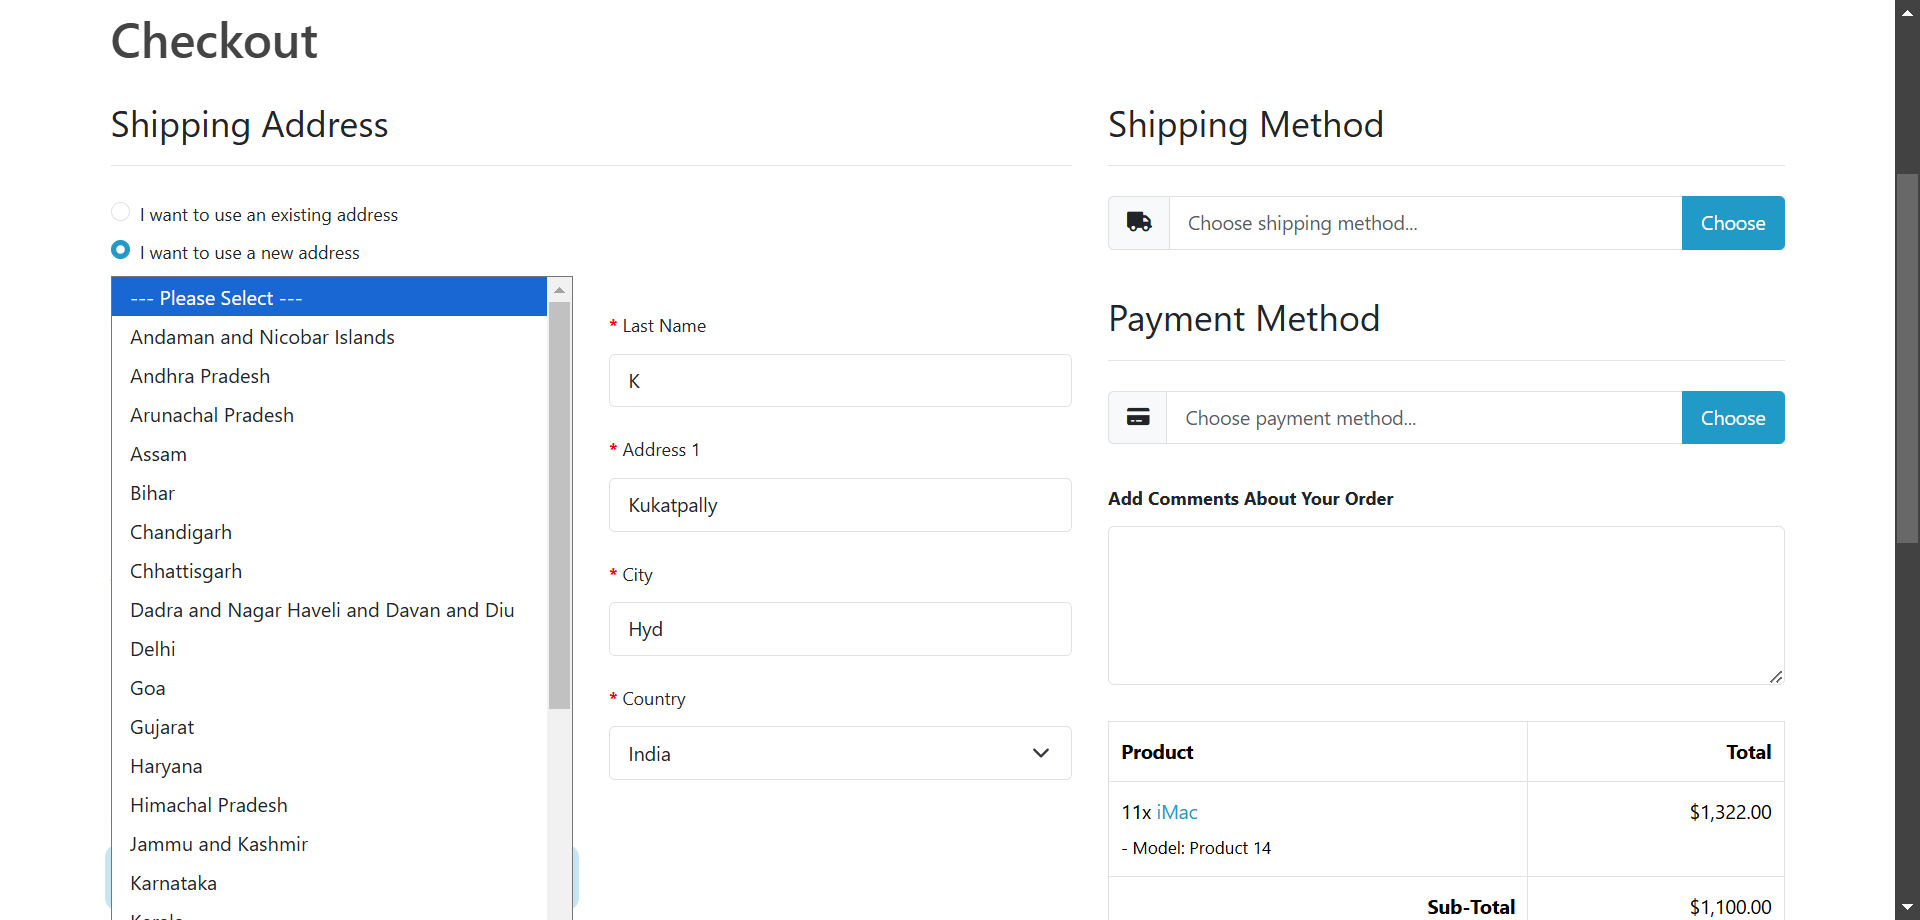 Checkout
Shipping Address
I want to use an existing address
I want to use a new address
--- Please Select ---
Andaman and Nicobar Islands
Andhra Pradesh
Arunachal Pradesh
Assam
Bihar
Chandigarh
Chhattisgarh
Dadra and Nagar Haveli and Davan and Diu
Delhi
Goa
Gujarat
Haryana
Himachal Pradesh
Jammu and Kashmir
Karnataka
* Last Name
K
* Address 1
Kukatpally
* City
Hyd
* Country
India
Shipping Method
Choose shipping method... Choose
Payment Method
Choose payment method... Choose
Add Comments About Your Order
Product Total
11x iMac $1,322.00
- Model: Product 14
Sub-Total $1,100.00